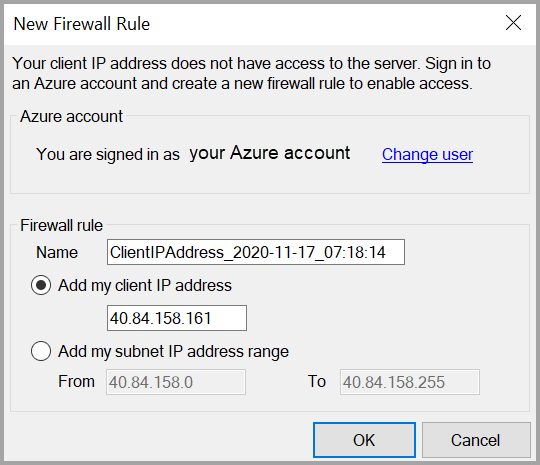 New Firewall Rule
Your client IP address does not have access to the server. Sign in to
an Azure account and create a new firewall rule to enable access.
Azure account
You are signed in as your Azure account Change user
Firewall rule
Name ClientIPAddress_2020-11-17_07:18:14
Add my client IP address
40.84.158.161
Add my subnet IP address range
From 40.84.158.0 To 40.84.158.255
OK Cancel